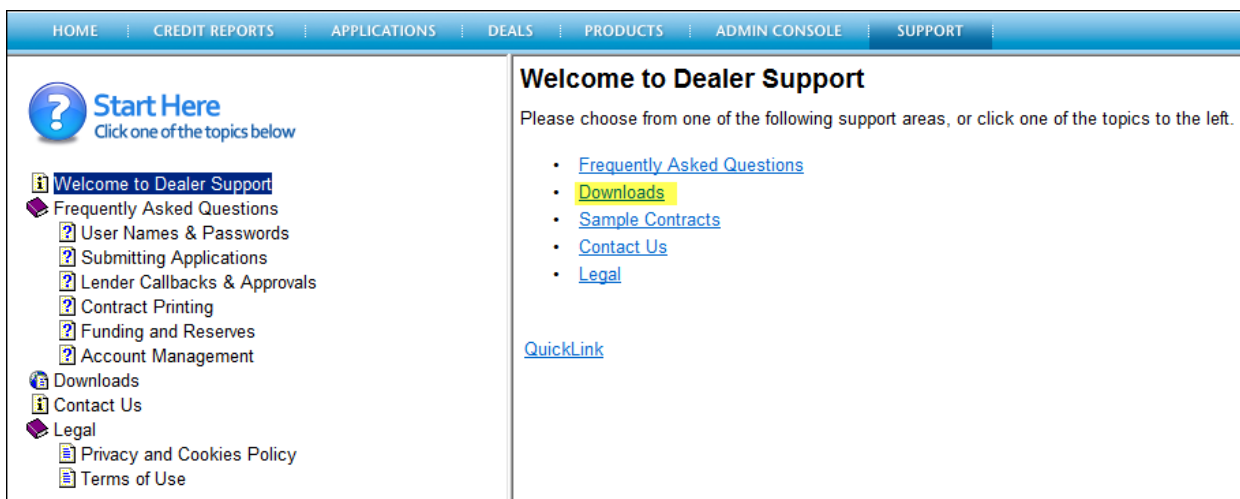 HOME CREDIT REPORTS APPLICATIONS DEALS PRODUCTS ADMIN CONSOLE SUPPORT
Start Here
Click one of the topics below
Welcome to Dealer Support
Frequently Asked Questions
User Names & Passwords
Submitting Applications
Lender Callbacks & Approvals
Contract Printing
Funding and Reserves
Account Management
Downloads
Contact Us
Legal
Privacy and Cookies Policy
Terms of Use
Welcome to Dealer Support
Please choose from one of the following support areas, or click one of the topics to the left.
• Frequently Asked Questions
• Downloads
• Sample Contracts
• Contact Us
• Legal
QuickLink